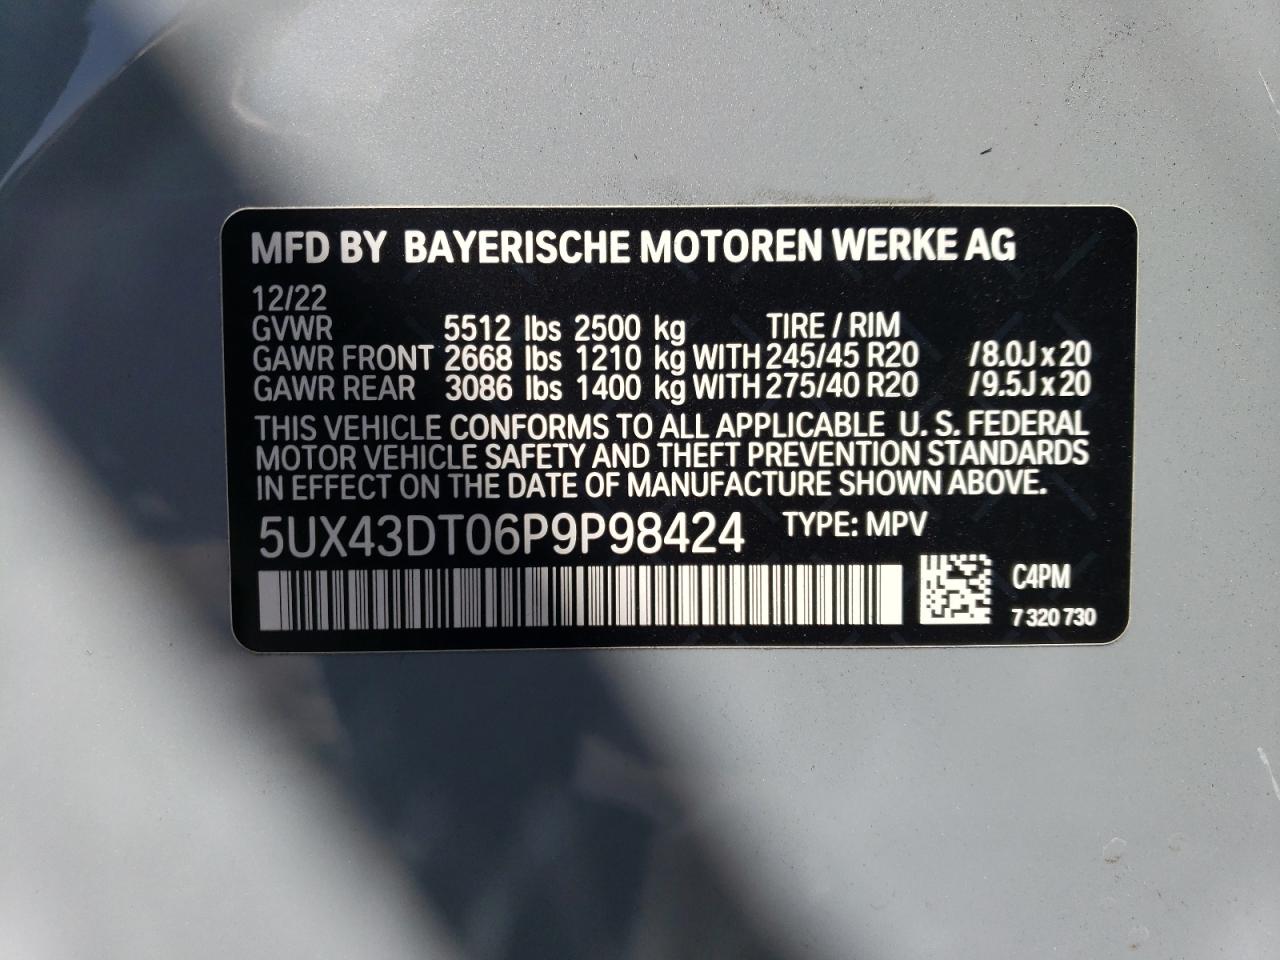 MFD BY BAYERISCHE MOTOREN WERKE AG
12/22
GVWR 5512 lbs 2500 kg TIRE / RIM
GAWR FRONT 2668 lbs 1210 kg WITH 245/45 R20 /8.0J x 20
GAWR REAR 3086 lbs 1400 kg WITH 275/40 R20 /9.5J x 20
THIS VEHICLE CONFORMS TO ALL APPLICABLE U. S. FEDERAL
MOTOR VEHICLE SAFETY AND THEFT PREVENTION STANDARDS
IN EFFECT ON THE DATE OF MANUFACTURE SHOWN ABOVE.
5UX43DT06P9P98424 TYPE: MPV
C4PM
7 320 730